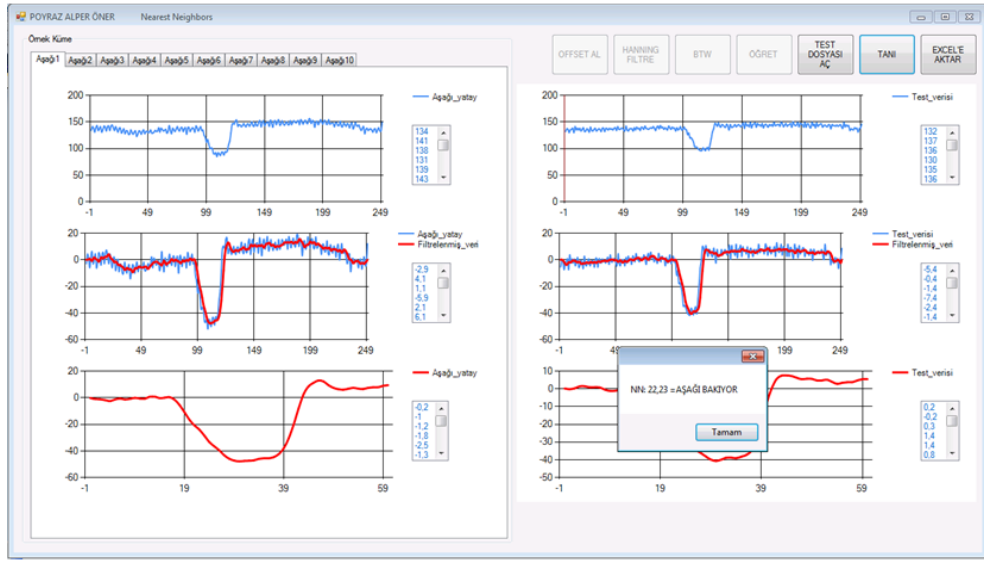 POYRAZ ALPER ÖNER Nearest Neighbors
Örnek Küme
Aşağı1 Aşağı2 Aşağı3 Aşağı4 Aşağı5 Aşağı6 Aşağı7 Aşağı8 Aşağı9 Aşağı10
OFFSET AL
HANNING
FILTRE
BTW
ÖĞRET
TEST
DOSYASI
AÇ
TANI
EXCEL'E
AKTAR
200
150
100
50
0
-1 49 99 149 199 249
Aşağı_yatay
134
141
138
131
139
143
20
0
-20
-40
-60
-1 49 99 149 199 249
Aşağı_yatay
Filtrelenmiş_veri
-2,9
4,1
1,1
-5,9
2,1
6,1
20
0
-20
-40
-60
-1 19 39 59
Aşağı_yatay
-0,2
-1
-1,2
-1,8
-2,5
-1,3
200
150
100
50
0
-1 49 99 149 199 249
Test_verisi
132
137
136
130
135
136
20
0
-20
-40
-60
-1 199 249
Test_verisi
Filtrelenmiş_veri
-5,4
-0,4
-1,4
-7,4
-2,4
-1,4
NN: 22,23 =AŞAĞI BAKIYOR
Tamam
10
0
-10
-20
-30
-40
-50
-1 19 39 59
Test_verisi
0,2
-0,2
0,3
1,4
1,4
0,8